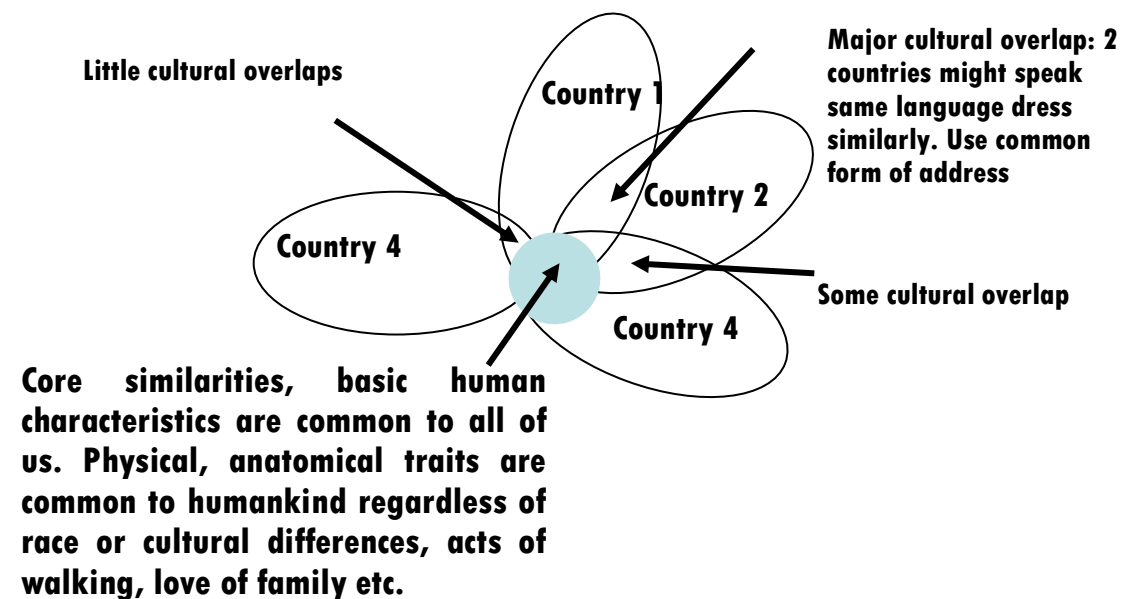 Little cultural overlaps
Country 1
Major cultural overlap: 2
countries might speak
same language dress
similarly. Use common
form of address
Country 2
Country 4
Some cultural overlap
Country 4
Core similarities, basic human
characteristics are common to all of
us. Physical, anatomical traits are
common to humankind regardless of
race or cultural differences, acts of
walking, love of family etc.